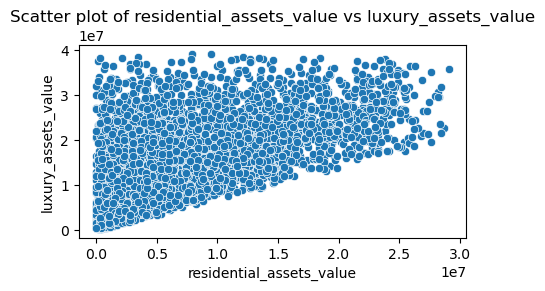 Scatter plot of residential_assets_value vs luxury_assets_value
1e7
4
3
2
1
0
luxury_assets_value
0.0 0.5 1.0 1.5 2.0 2.5 3.0
residential_assets_value
1e7